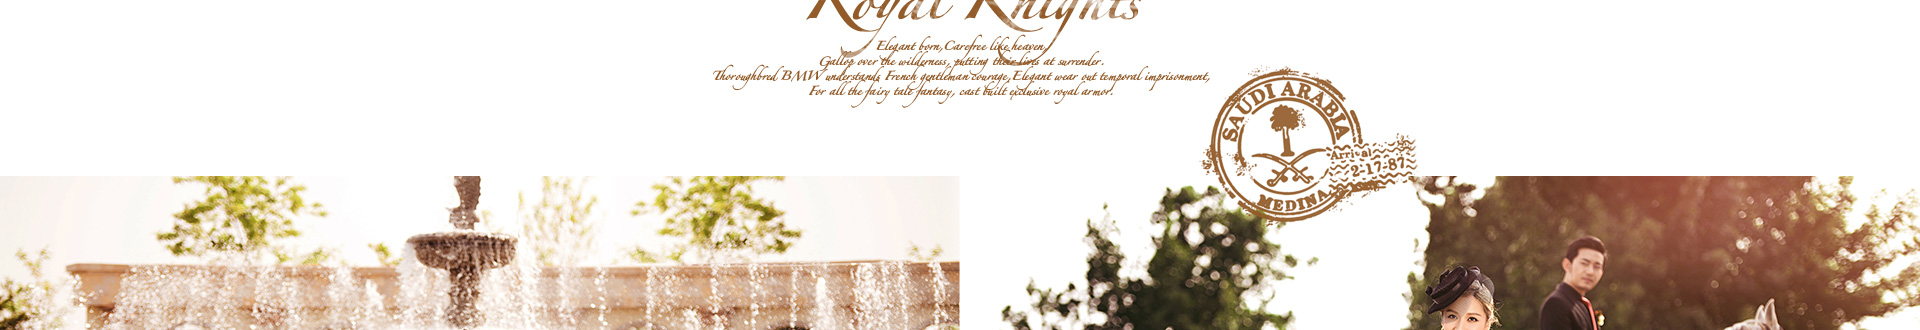 Royal Knights
Elegant born,Carefree like heaven,
Gallop over the wilderness, putting their lives at surrender.
Thoroughbred BMW understands French gentleman courage,Elegant wear out temporal imprisonment,
For all the fairy tale fantasy, cast built exclusive royal armor.
SAUDI ARABIA
Arrival
2-17-87
MEDINA